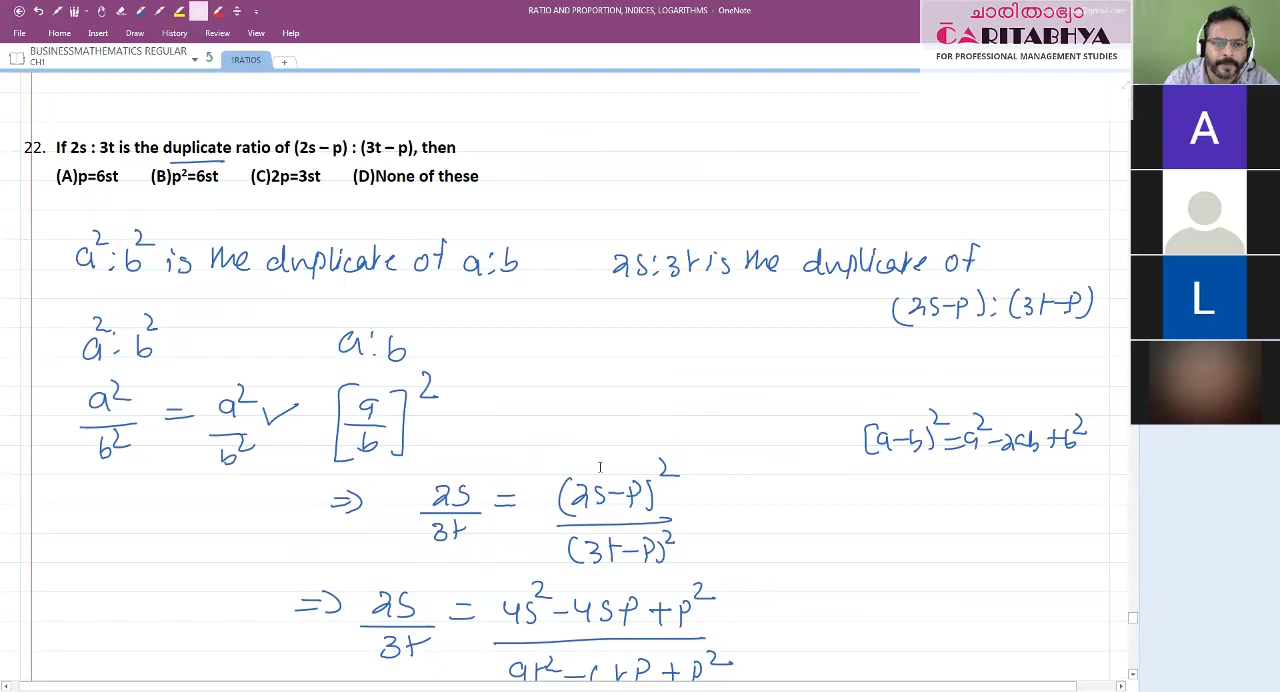 RATIO AND PROPORTION, INDICES, LOGARITHMS - OneNote
File Home Insert Draw History Review View Help
BUSINESSMATHEMATICS REGULAR
CH1
5
1RATIOS
ചാരിതാഭ്യാ
@gmail.com
CARITABHYA
FOR PROFESSIONAL MANAGEMENT STUDIES
A
L
22. If 2s : 3t is the duplicate ratio of (2s – p) : (3t – p), then
(A)p=6st (B)p²=6st (C)2p=3st (D)None of these
a² : b² is the duplicate of a:b
2s:3t is the duplicate of
(2s-p) : (3t-p)
a² : b² a : b
a²/b² = a²/b² ✓ [a/b]²
[a-b)² = a² - 2ab + b²
⇒ 2s/3t = (2s-p)²/(3t-p)²
⇒ 2s/3t = 4s² - 4sp + p²